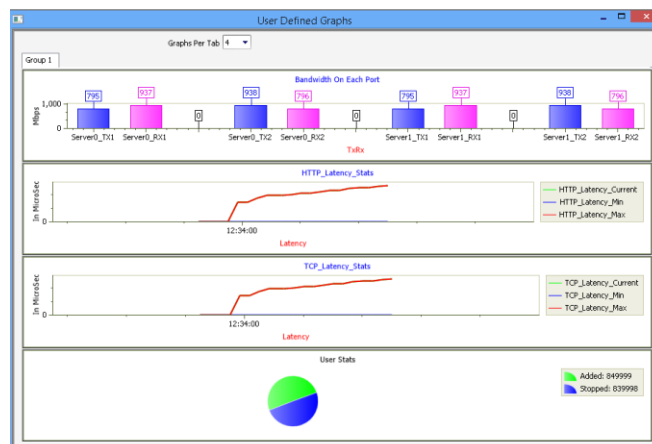 User Defined Graphs
Graphs Per Tab 4
Group 1
Bandwidth On Each Port
795 937 0 938 796 0 795 937 0 938 796
Mbps
1,000
0
Server0_TX1 Server0_RX1 Server0_TX2 Server0_RX2 Server1_TX1 Server1_RX1 Server1_TX2 Server1_RX2
TxRx
HTTP_Latency_Stats
In MicroSec
0
12:34:00
Latency
HTTP_Latency_Current
HTTP_Latency_Min
HTTP_Latency_Max
TCP_Latency_Stats
In MicroSec
0
12:34:00
Latency
TCP_Latency_Current
TCP_Latency_Min
TCP_Latency_Max
User Stats
Added: 849999
Stopped: 839998